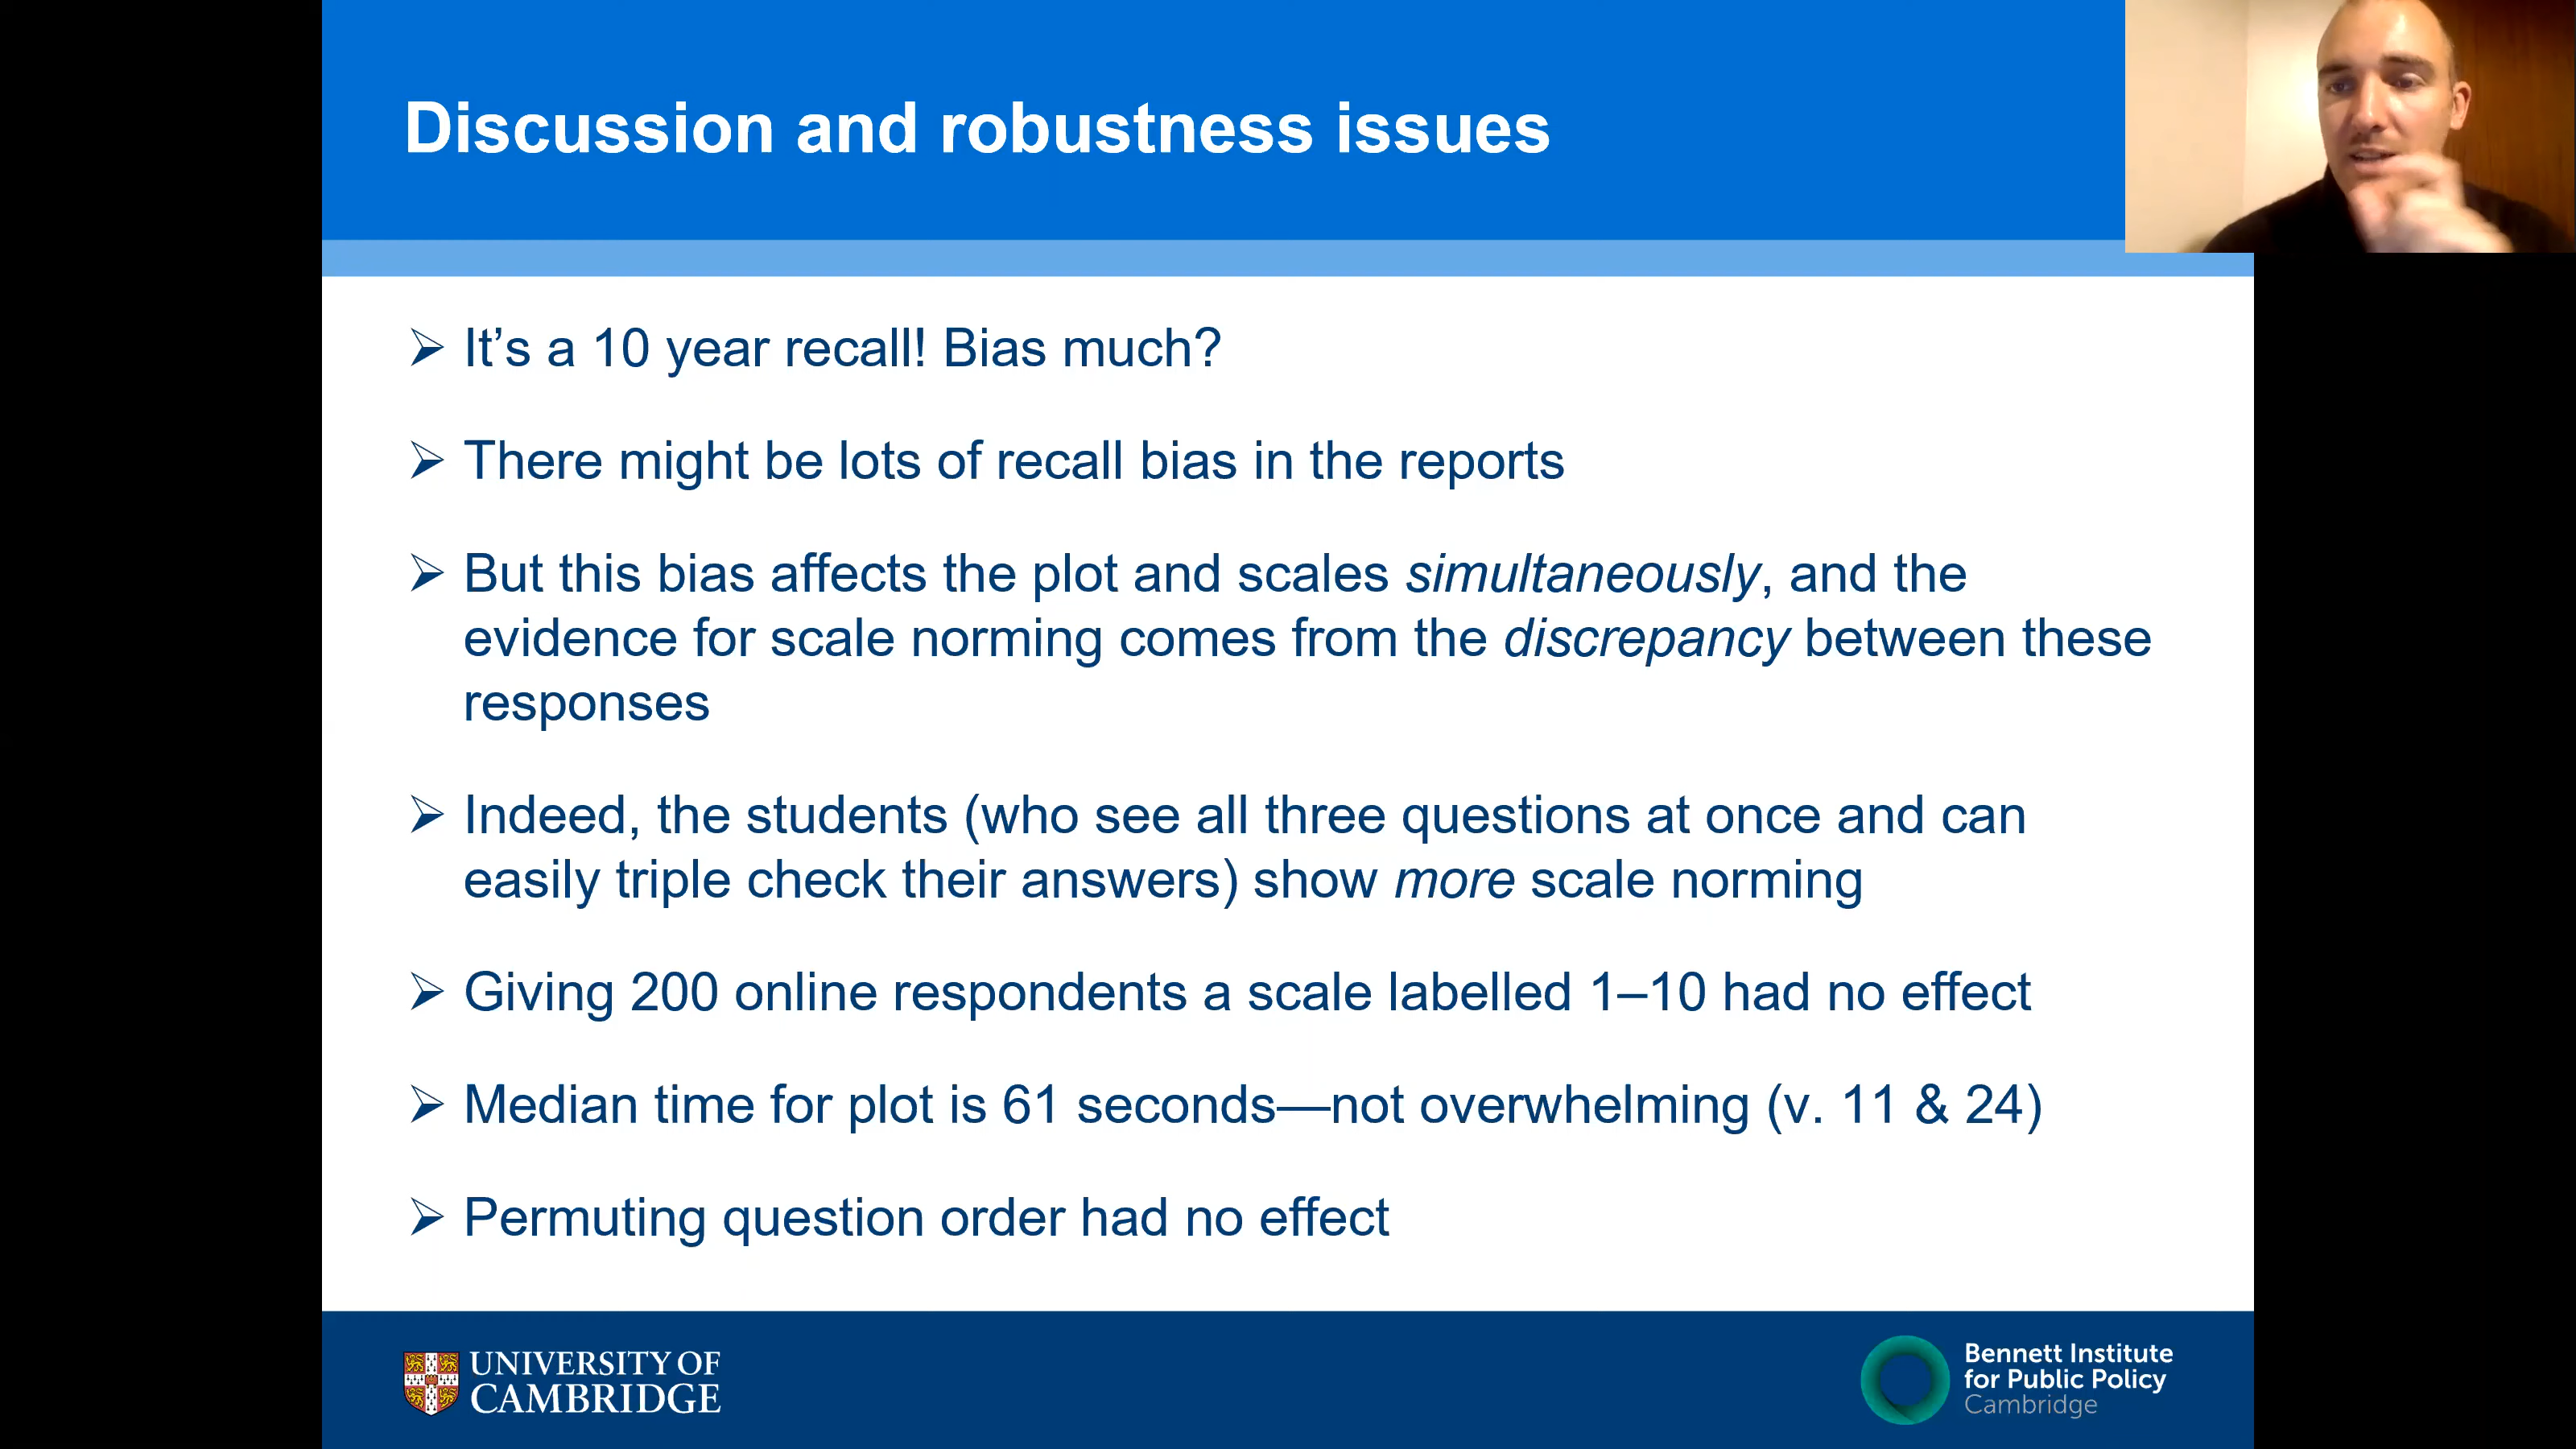 Discussion and robustness issues
It’s a 10 year recall! Bias much?
There might be lots of recall bias in the reports
But this bias affects the plot and scales simultaneously, and the
evidence for scale norming comes from the discrepancy between these
responses
Indeed, the students (who see all three questions at once and can
easily triple check their answers) show more scale norming
Giving 200 online respondents a scale labelled 1–10 had no effect
Median time for plot is 61 seconds—not overwhelming (v. 11 & 24)
Permuting question order had no effect
UNIVERSITY OF
CAMBRIDGE
Bennett Institute
for Public Policy
Cambridge